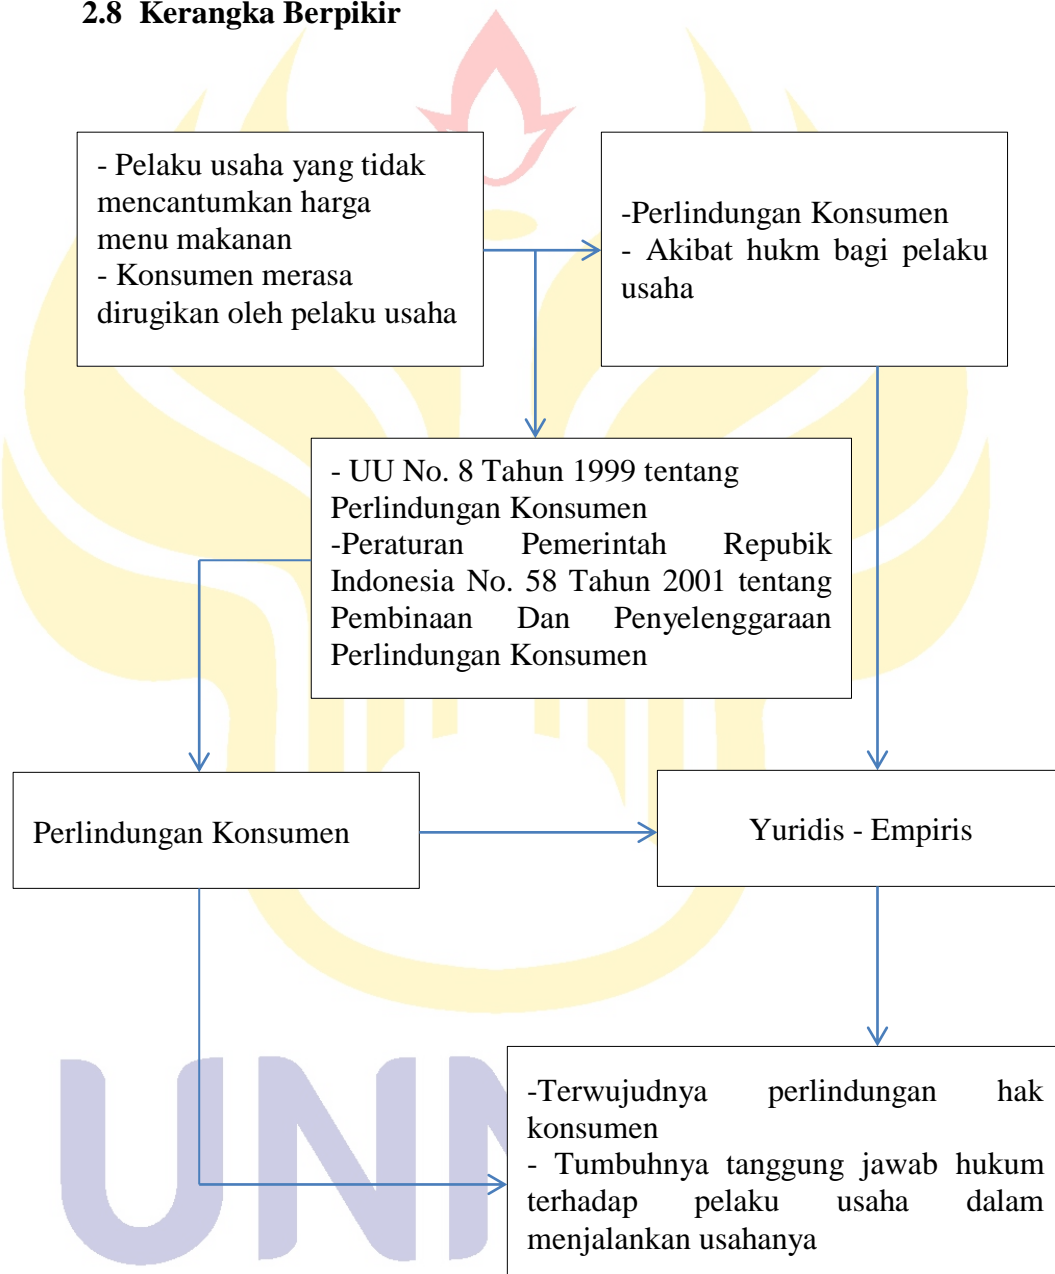 2.8 Kerangka Berpikir
- Pelaku usaha yang tidak
mencantumkan harga
menu makanan
- Konsumen merasa
dirugikan oleh pelaku usaha
-Perlindungan Konsumen
- Akibat hukm bagi pelaku
usaha
- UU No. 8 Tahun 1999 tentang
Perlindungan Konsumen
-Peraturan Pemerintah Repubik
Indonesia No. 58 Tahun 2001 tentang
Pembinaan Dan Penyelenggaraan
Perlindungan Konsumen
Perlindungan Konsumen
Yuridis - Empiris
-Terwujudnya perlindungan hak
konsumen
- Tumbuhnya tanggung jawab hukum
terhadap pelaku usaha dalam
menjalankan usahanya